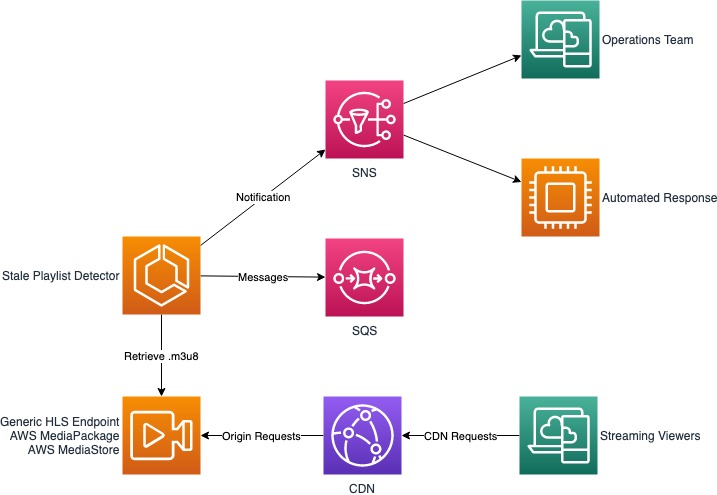 Operations Team
SNS
Notification
Automated Response
Stale Playlist Detector
Messages
SQS
Retrieve .m3u8
Generic HLS Endpoint
AWS MediaPackage
AWS MediaStore
Origin Requests
CDN Requests
Streaming Viewers
CDN